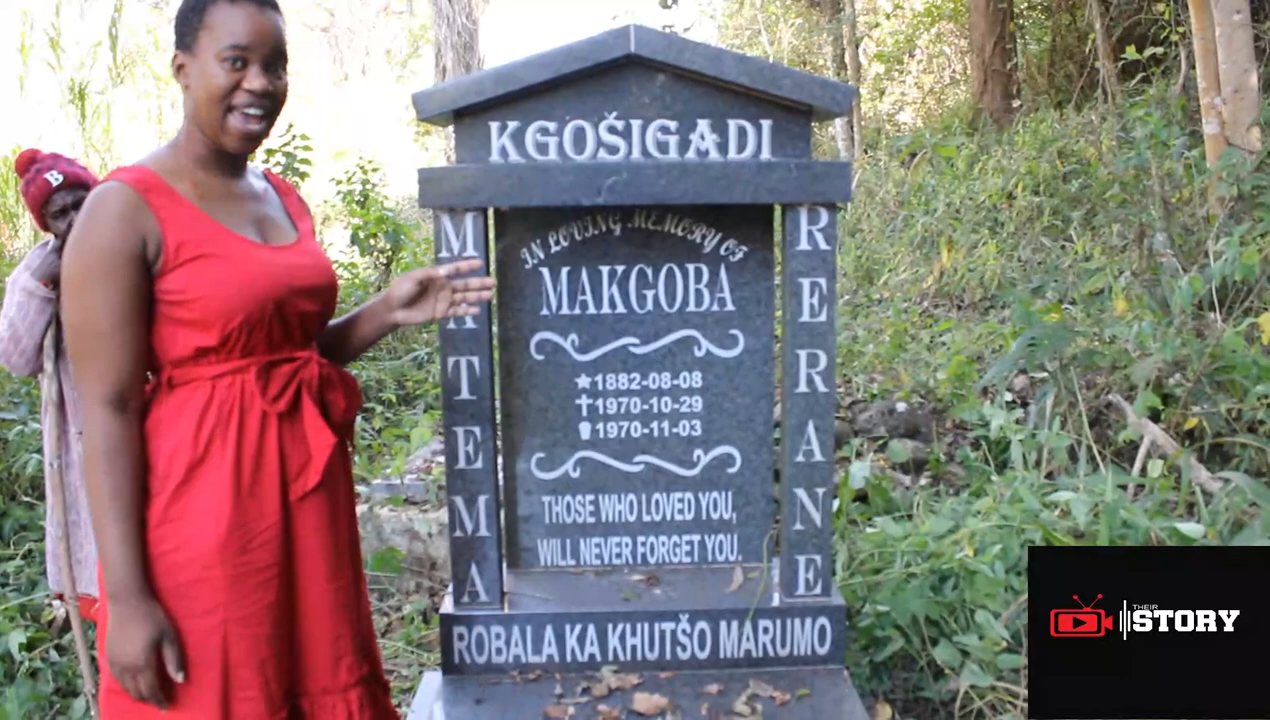 B
KGOŠIGADI
MATEMA
IN LOVING MEMORY OF
MAKGOBA
1882-08-08
1970-10-29
1970-11-03
THOSE WHO LOVED YOU,
WILL NEVER FORGET YOU.
RERANE
ROBALA KA KHUTŠO MARUMO
THEIR
STORY